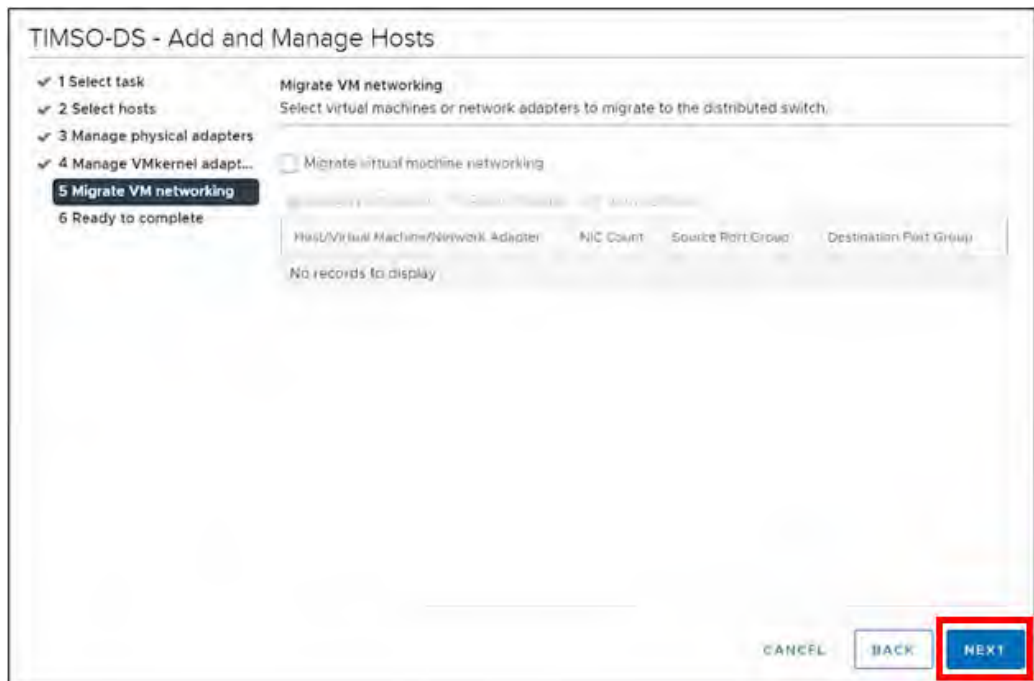 TIMSO-DS - Add and Manage Hosts
1 Select task
2 Select hosts
3 Manage physical adapters
4 Manage VMkernel adapt...
5 Migrate VM networking
6 Ready to complete
Migrate VM networking
Select virtual machines or network adapters to migrate to the distributed switch.
Migrate virtual machine networking
Host/Virtual Machine/Network Adapter NIC Count Source Port Group Destination Port Group
No records to display
CANCEL BACK NEXT